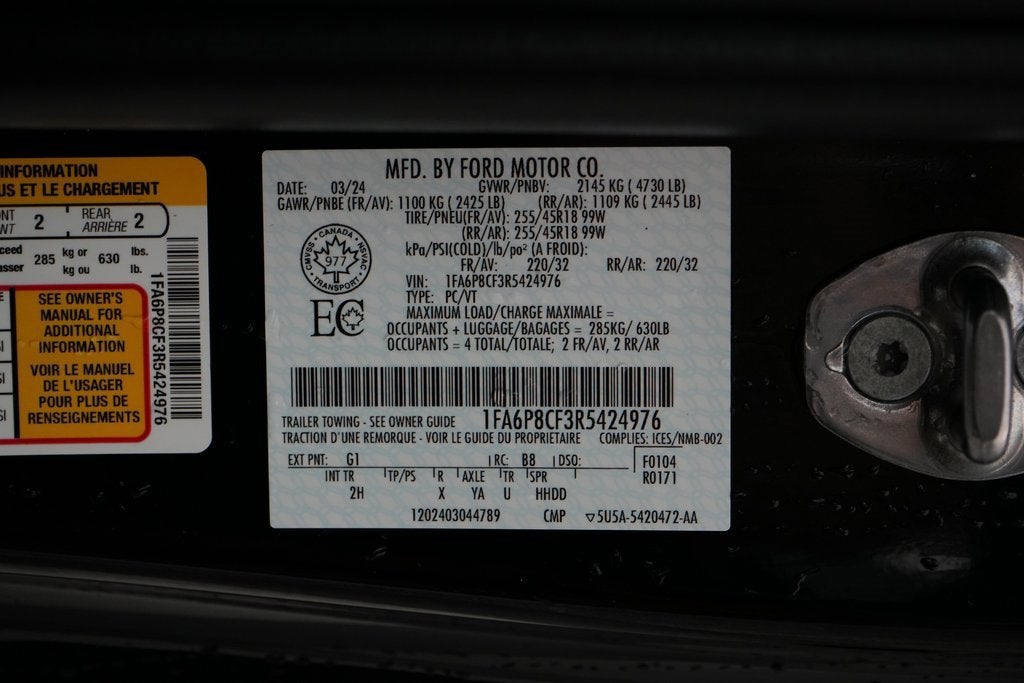 INFORMATION
US ET LE CHARGEMENT
2
REAR
ARRIÈRE 2
285 kg or 630 lbs.
kg ou lb.
SEE OWNER'S
MANUAL FOR
ADDITIONAL
INFORMATION
VOIR LE MANUEL
DE L'USAGER
POUR PLUS DE
RENSEIGNEMENTS
1FA6P8CF3R5424976
MFD. BY FORD MOTOR CO.
DATE: 03/24 GVWR/PNBV: 2145 KG ( 4730 LB)
GAWR/PNBE (FR/AV): 1100 KG ( 2425 LB) (RR/AR): 1109 KG ( 2445 LB)
TIRE/PNEU(FR/AV): 255/45R18 99W
(RR/AR): 255/45R18 99W
kPa/PSI(COLD)/lb/po² (A FROID):
FR/AV: 220/32 RR/AR: 220/32
VIN: 1FA6P8CF3R5424976
TYPE: PC/VT
MAXIMUM LOAD/CHARGE MAXIMALE =
OCCUPANTS + LUGGAGE/BAGAGES = 285KG/ 630LB
OCCUPANTS = 4 TOTAL/TOTALE; 2 FR/AV, 2 RR/AR
CANADA
CMVSS 977 NSVAC
TRANSPORT
EC
TRAILER TOWING - SEE OWNER GUIDE 1FA6P8CF3R5424976
TRACTION D'UNE REMORQUE - VOIR LE GUIDE DU PROPRIETAIRE COMPLIES: ICES/NMB-002
EXT PNT: G1 RC: B8 DSO: F0104
R0171
INT TR TP/PS R AXLE TR SPR
2H X YA U HHDD
1202403044789 CMP ▽5U5A-5420472-AA